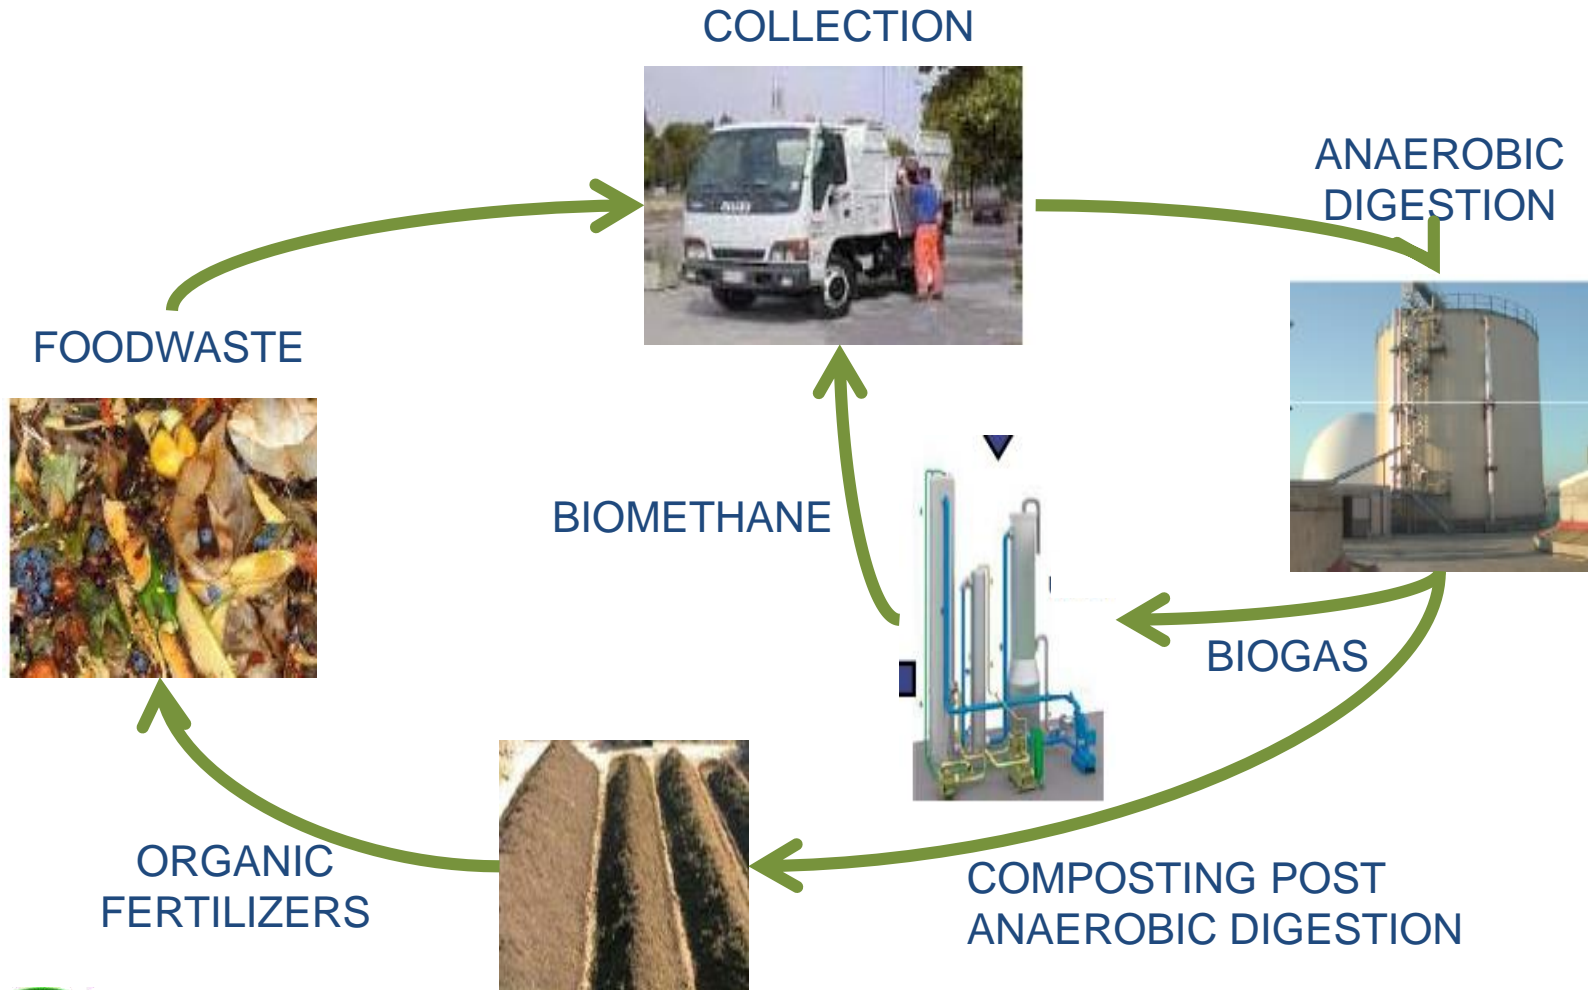 COLLECTION
ANAEROBIC
DIGESTION
FOODWASTE
BIOMETHANE
BIOGAS
ORGANIC
FERTILIZERS
COMPOSTING POST
ANAEROBIC DIGESTION